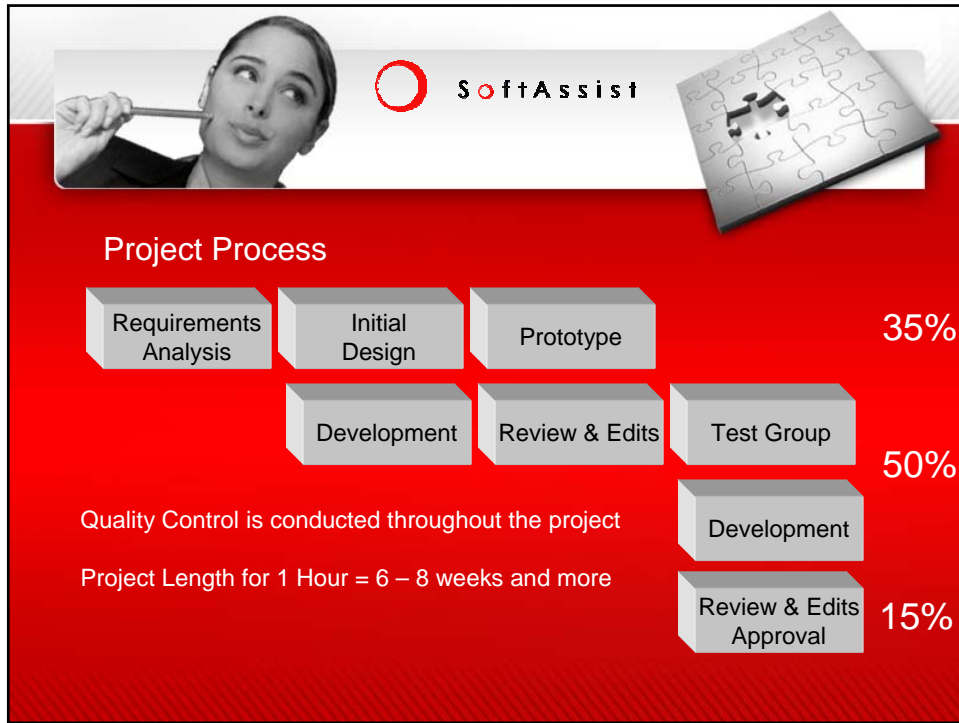 SoftAssist
Project Process
Requirements
Analysis
Initial
Design
Prototype
35%
Development
Review & Edits
Test Group
50%
Quality Control is conducted throughout the project
Development
Project Length for 1 Hour = 6 – 8 weeks and more
Review & Edits
Approval
15%